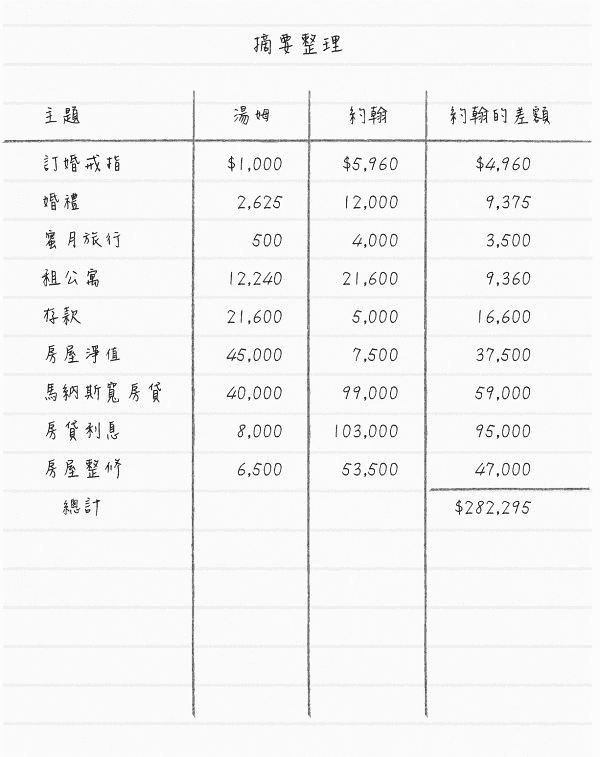 摘要整理
主題 湯姆 約翰 約翰的差額
訂婚戒指 $1,000 $5,960 $4,960
婚禮 2,625 12,000 9,375
蜜月旅行 500 4,000 3,500
租公寓 12,240 21,600 9,360
存款 21,600 5,000 16,600
房屋淨值 45,000 7,500 37,500
馬納斯寬房貸 40,000 99,000 59,000
房貸利息 8,000 103,000 95,000
房屋整修 6,500 53,500 47,000
總計 $282,295